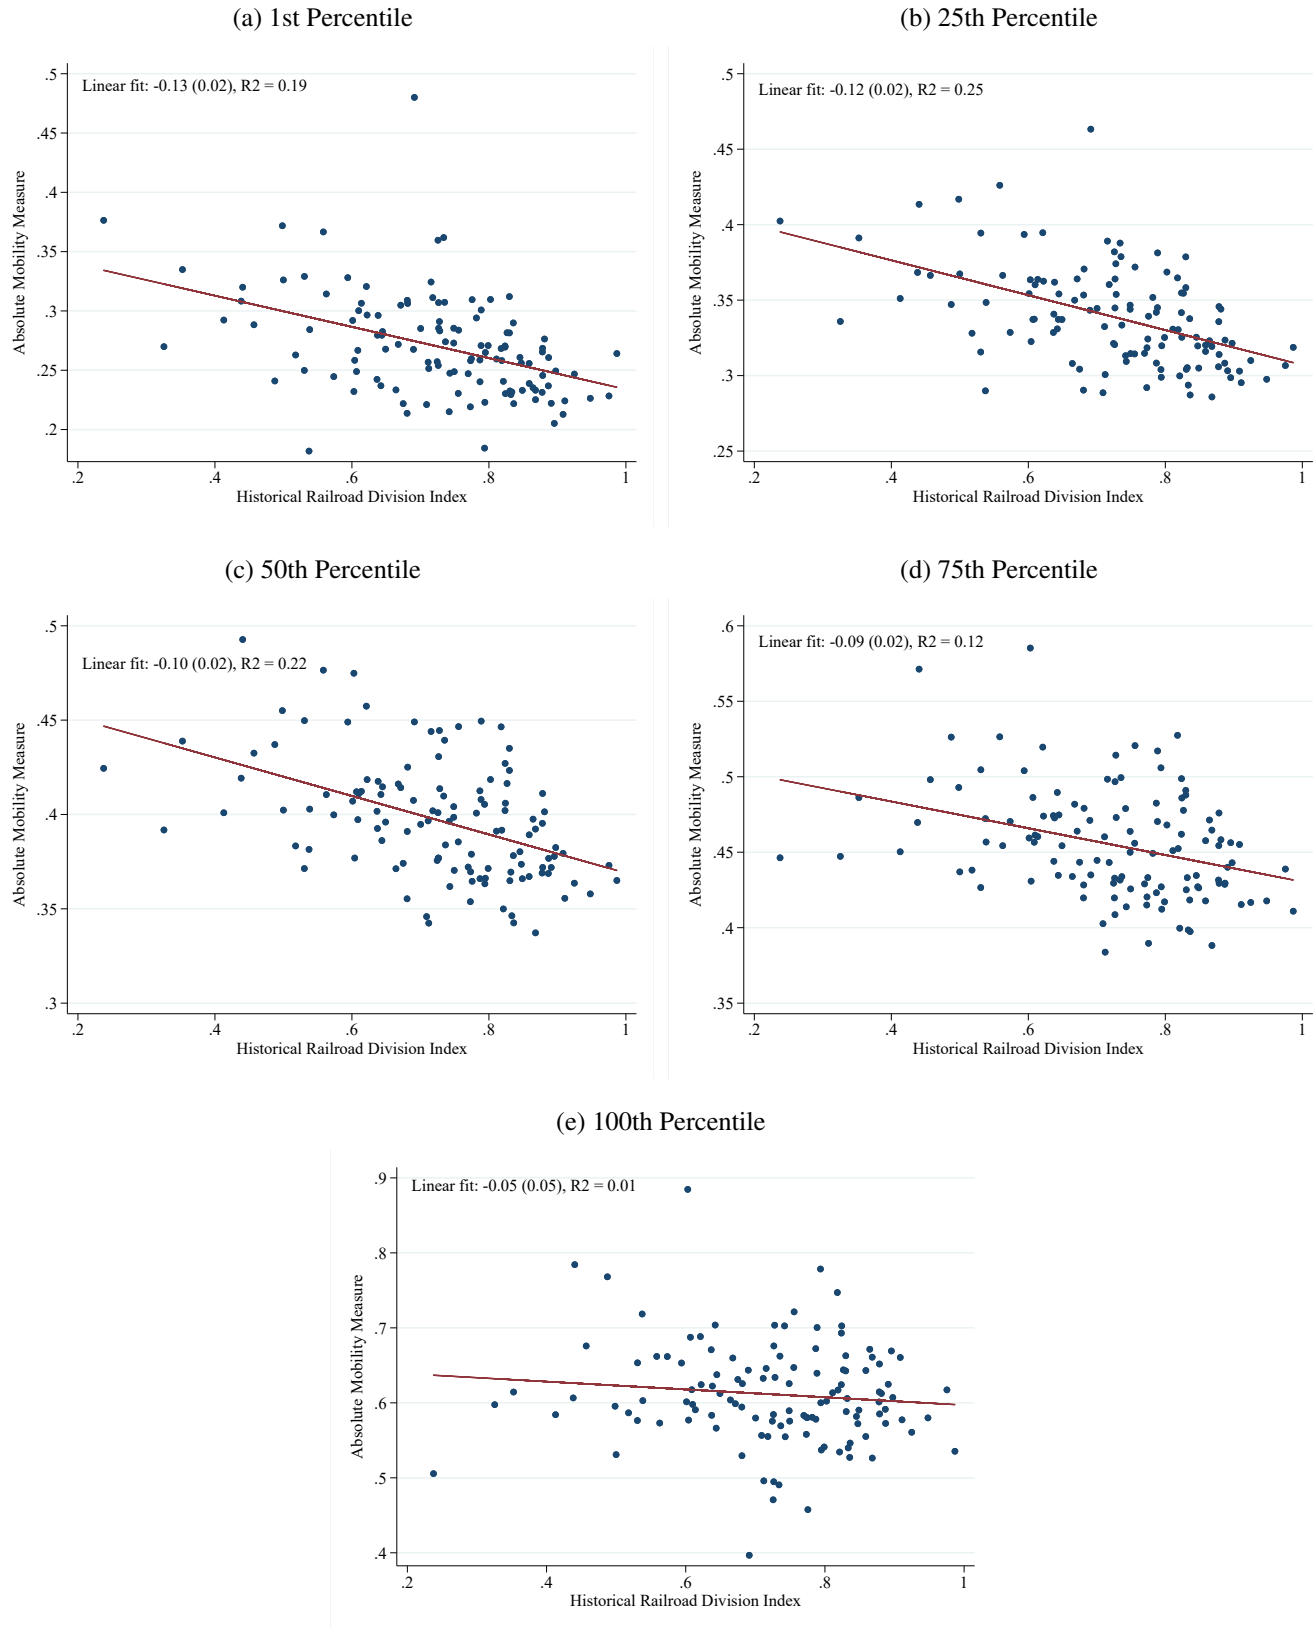 (a) 1st Percentile
Linear fit: -0.13 (0.02), R2 = 0.19
Absolute Mobility Measure
.5
.45
.4
.35
.3
.25
.2
.2 .4 .6 .8 1
Historical Railroad Division Index
(b) 25th Percentile
Linear fit: -0.12 (0.02), R2 = 0.25
Absolute Mobility Measure
.5
.45
.4
.35
.3
.25
.2 .4 .6 .8 1
Historical Railroad Division Index
(c) 50th Percentile
Linear fit: -0.10 (0.02), R2 = 0.22
Absolute Mobility Measure
.5
.45
.4
.35
.3
.2 .4 .6 .8 1
Historical Railroad Division Index
(d) 75th Percentile
Linear fit: -0.09 (0.02), R2 = 0.12
Absolute Mobility Measure
.6
.55
.5
.45
.4
.35
.2 .4 .6 .8 1
Historical Railroad Division Index
(e) 100th Percentile
Linear fit: -0.05 (0.05), R2 = 0.01
Absolute Mobility Measure
.9
.8
.7
.6
.5
.4
.2 .4 .6 .8 1
Historical Railroad Division Index